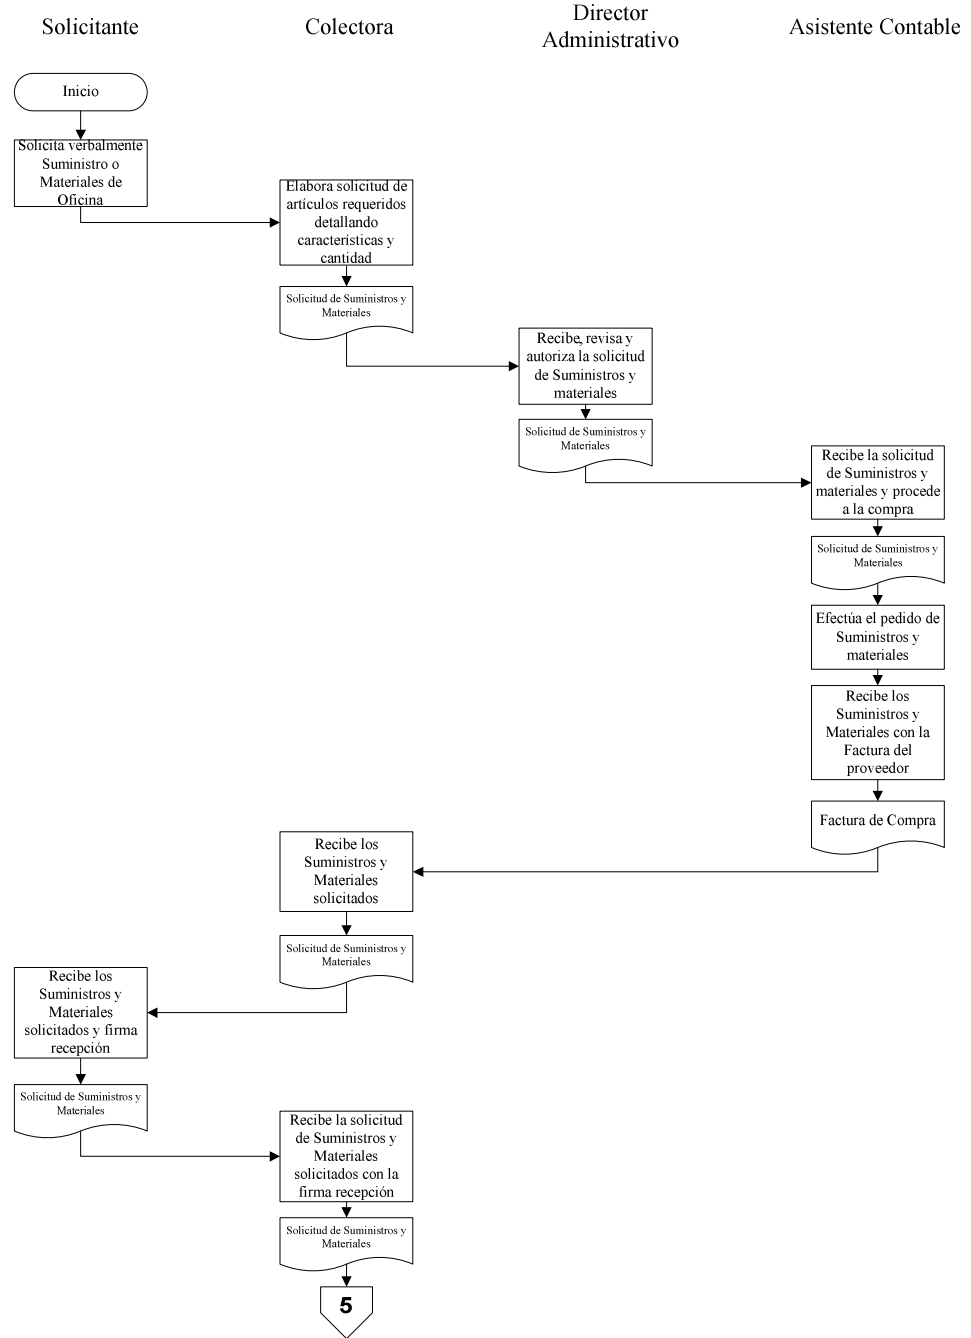 Solicitante
Colectora
Director
Administrativo
Asistente Contable
Inicio
Solicita verbalmente
Suministro o
Materiales de
Oficina
Elabora solicitud de
artículos requeridos
detallando
características y
cantidad
Solicitud de Suministros y
Materiales
Recibe, revisa y
autoriza la solicitud
de Suministros y
materiales
Solicitud de Suministros y
Materiales
Recibe la solicitud
de Suministros y
materiales y procede
a la compra
Solicitud de Suministros y
Materiales
Efectúa el pedido de
Suministros y
materiales
Recibe los
Suministros y
Materiales con la
Factura del
proveedor
Factura de Compra
Recibe los
Suministros y
Materiales
solicitados
Solicitud de Suministros y
Materiales
Recibe los
Suministros y
Materiales
solicitados y firma
recepción
Solicitud de Suministros y
Materiales
Recibe la solicitud
de Suministros y
Materiales
solicitados con la
firma recepción
Solicitud de Suministros y
Materiales
5